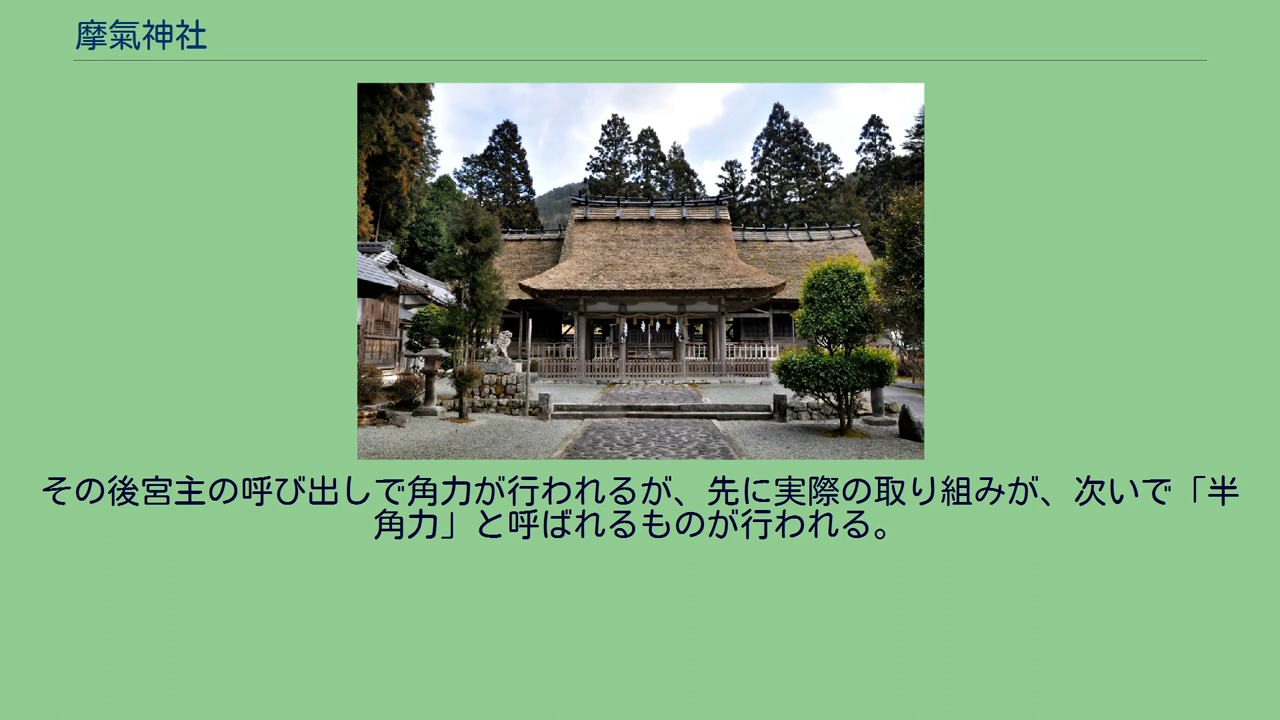 摩氣神社
その後宮主の呼び出しで角力が行われるが、先に実際の取り組みが、次いで「半
角力」と呼ばれるものが行われる。